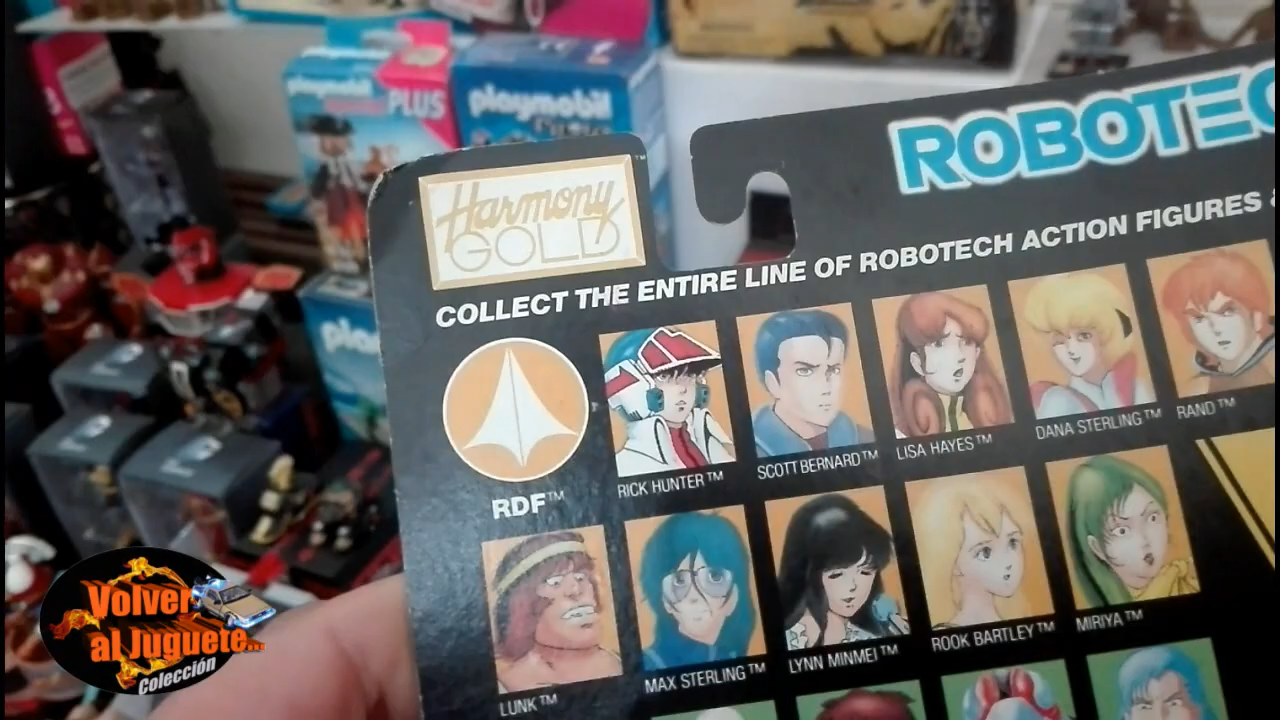 playmobil
PLUS
playmobil
Harmony
GOLD™
ROBOTEC
COLLECT THE ENTIRE LINE OF ROBOTECH ACTION FIGURES &
RDF™
RICK HUNTER™
SCOTT BERNARD™
LISA HAYES™
DANA STERLING™
RAND™
LUNK™
MAX STERLING™
LYNN MINMEI™
ROOK BARTLEY™
MIRIYA™
Volver
al Juguete...
Colección